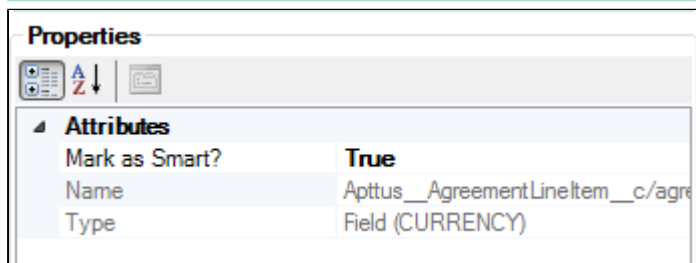 Properties
A
Z
Attributes
Mark as Smart? True
Name Apttus__AgreementLineItem__c/agre
Type Field (CURRENCY)